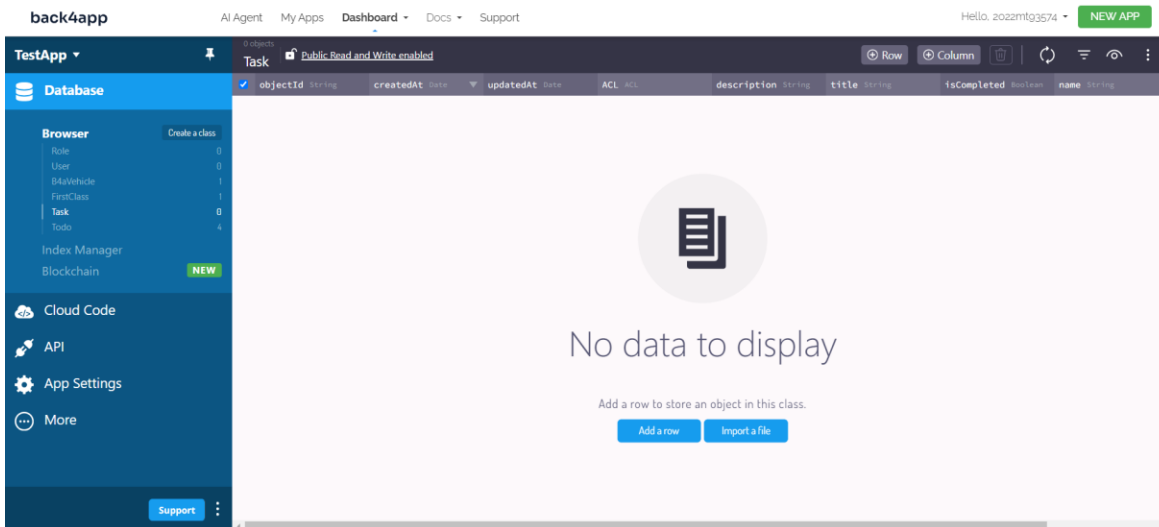 back4app AI Agent My Apps Dashboard Docs Support Hello, 2022mt93574 NEW APP
TestApp
Database
Browser Create a class
Role 0
User 0
B4aVehicle 1
FirstClass 1
Task 0
Todo 4
Index Manager
Blockchain NEW
Cloud Code
API
App Settings
More
Support
0 objects
Task Public Read and Write enabled Row Column
objectId String createdAt Date updatedAt Date ACL ACL description String title String isCompleted Boolean name String
No data to display
Add a row to store an object in this class.
Add a row Import a file